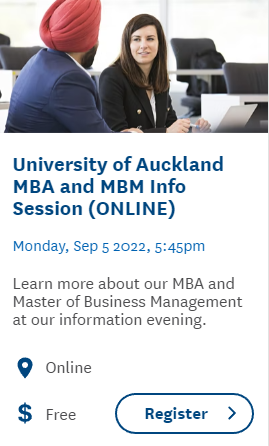 University of Auckland
MBA and MBM Info
Session (ONLINE)
Monday, Sep 5 2022, 5:45pm
Learn more about our MBA and
Master of Business Management
at our information evening.
Online
$ Free
Register